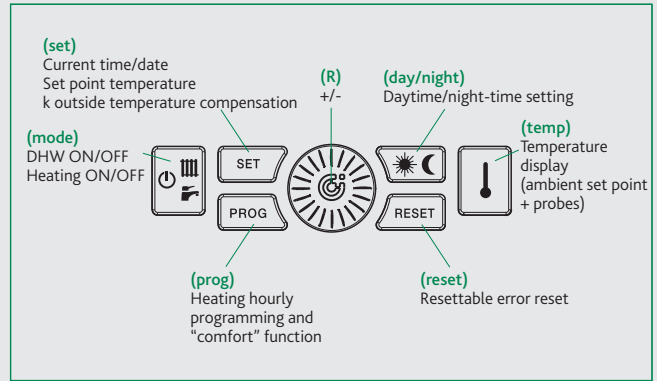 (set)
Current time/date
Set point temperature
k outside temperature compensation
(R)
+/-
(day/night)
Daytime/night-time setting
(mode)
DHW ON/OFF
Heating ON/OFF
(temp)
Temperature
display
(ambient set point
+ probes)
SET
PROG
RESET
(prog)
Heating hourly
programming and
“comfort” function
(reset)
Resettable error reset